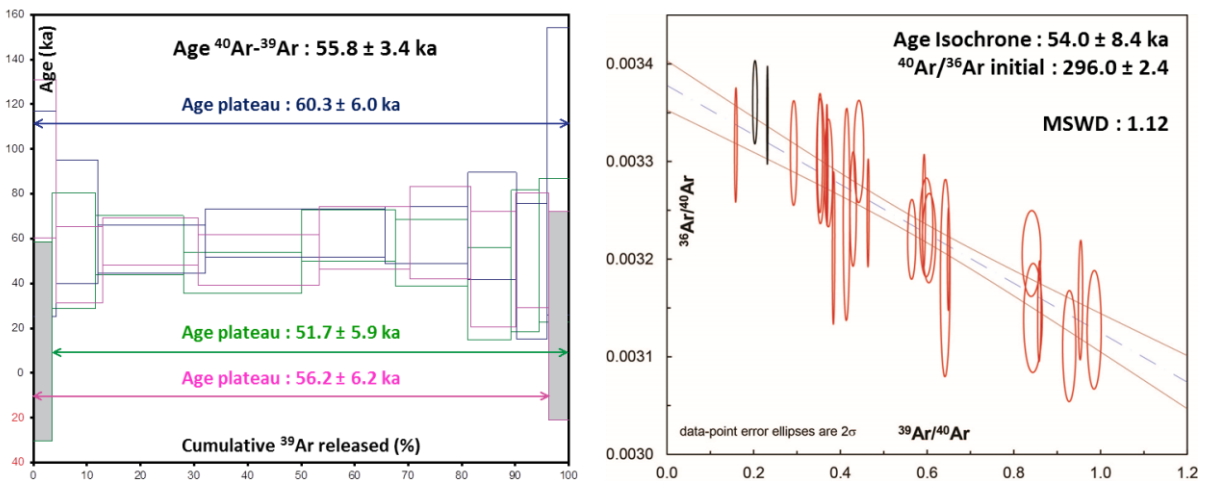 Age (ka)
160
140
120
100
80
60
40
20
0
20
40
Age ⁴⁰Ar-³⁹Ar : 55.8 ± 3.4 ka
Age plateau : 60.3 ± 6.0 ka
Age plateau : 51.7 ± 5.9 ka
Age plateau : 56.2 ± 6.2 ka
Cumulative ³⁹Ar released (%)
0 10 20 30 40 50 60 70 80 90 100
Age Isochrone : 54.0 ± 8.4 ka
⁴⁰Ar/³⁶Ar initial : 296.0 ± 2.4
MSWD : 1.12
0.0034
0.0033
0.0032
0.0031
0.0030
³⁶Ar/⁴⁰Ar
data-point error ellipses are 2σ
³⁹Ar/⁴⁰Ar
0.0 0.2 0.4 0.6 0.8 1.0 1.2